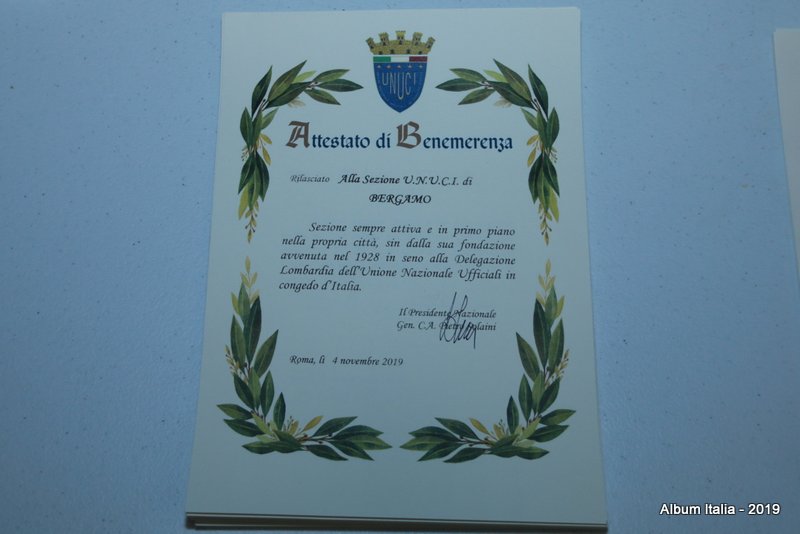 UNUCI
Attestato di Benemerenza
Rilasciato Alla Sezione U.N.U.C.I. di
BERGAMO
Sezione sempre attiva e in primo piano
nella propria città, sin dalla sua fondazione
avvenuta nel 1928 in seno alla Delegazione
Lombardia dell'Unione Nazionale Ufficiali in
congedo d'Italia.
Il Presidente Nazionale
Gen. C.A. Pietro
Roma, lì 4 novembre 2019
Album Italia - 2019